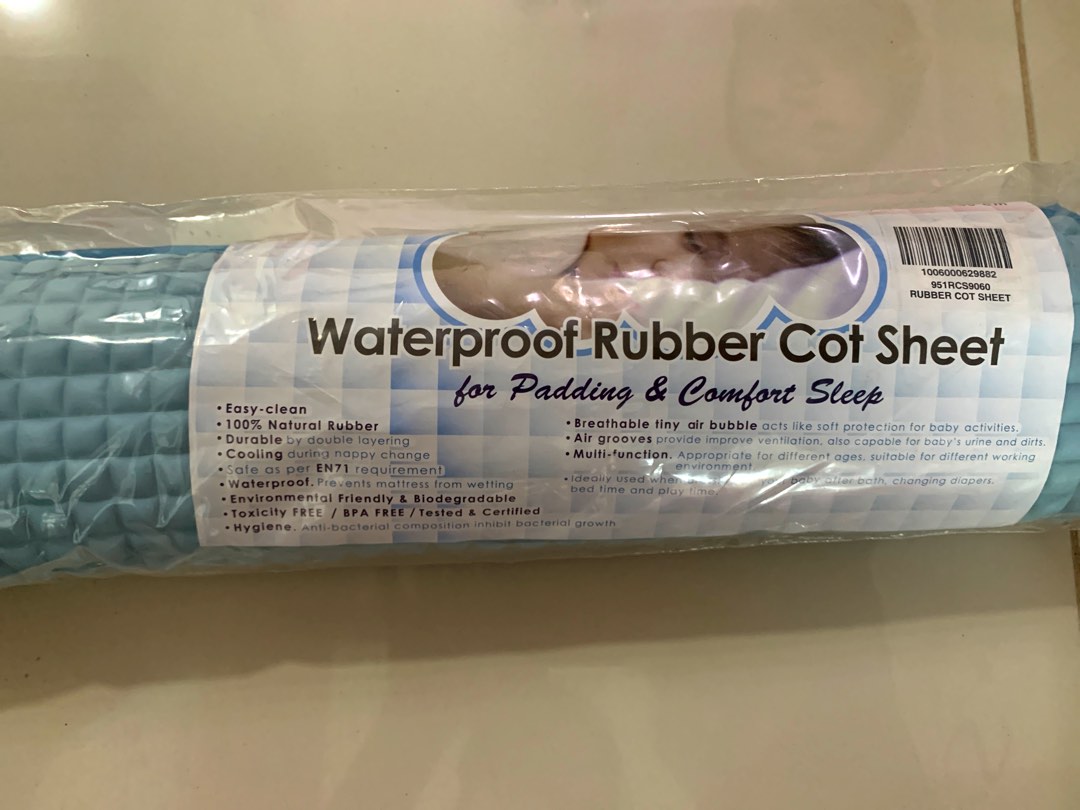 1006000629882
951RCS9060
RUBBER COT SHEET
Waterproof Rubber Cot Sheet
for Padding & Comfort Sleep
• Easy-clean
• 100% Natural Rubber
• Durable by double layering
• Cooling during nappy change
• Safe as per EN71 requirement
• Waterproof. Prevents mattress from wetting
• Environmental Friendly & Biodegradable
• Toxicity FREE / BPA FREE / Tested & Certified
• Hygiene. Anti-bacterial composition inhibit bacterial growth
• Breathable tiny air bubble acts like soft protection for baby activities.
• Air grooves provide improve ventilation, also capable for baby's urine and dirts.
• Multi-function. Appropriate for different ages, suitable for different working
environment.
• Ideally used when baby after bath, changing diapers,
bed time and play time.